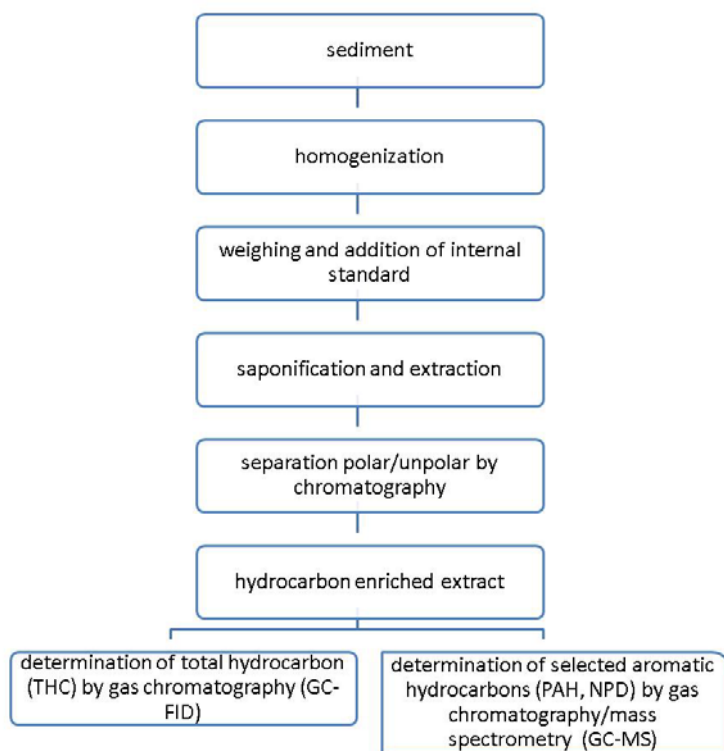 sediment
homogenization
weighing and addition of internal
standard
saponification and extraction
separation polar/unpolar by
chromatography
hydrocarbon enriched extract
determination of total hydrocarbon
(THC) by gas chromatography (GC-
FID)
determination of selected aromatic
hydrocarbons (PAH, NPD) by gas
chromatography/mass
spectrometry (GC-MS)